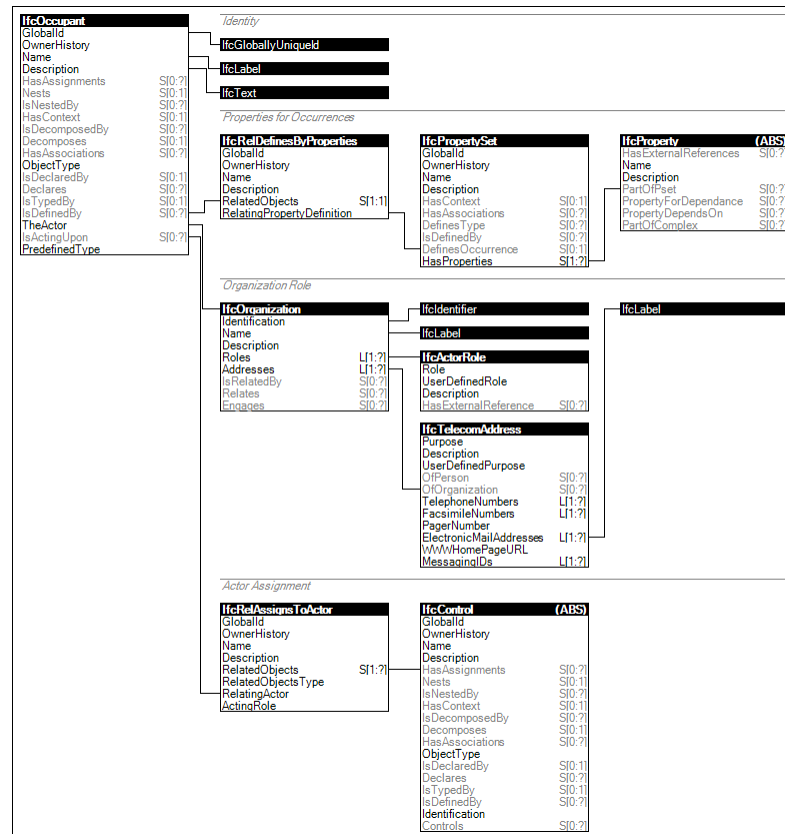 IfcOccupant
GlobalId
OwnerHistory
Name
Description
HasAssignments S[0:?]
Nests S[0:1]
IsNestedBy S[0:?]
HasContext S[0:1]
IsDecomposedBy S[0:?]
Decomposes S[0:1]
HasAssociations S[0:?]
ObjectType
IsDeclaredBy S[0:1]
Declares S[0:?]
IsTypedBy S[0:1]
IsDefinedBy S[0:?]
TheActor
IsActingUpon S[0:?]
PredefinedType
Identity
IfcGloballyUniqueId
IfcLabel
IfcText
Properties for Occurrences
IfcRelDefinesByProperties
GlobalId
OwnerHistory
Name
Description
RelatedObjects S[1:1]
RelatingPropertyDefinition
IfcPropertySet
GlobalId
OwnerHistory
Name
Description
HasContext S[0:1]
HasAssociations S[0:?]
DefinesType S[0:?]
IsDefinedBy S[0:?]
DefinesOccurrence S[0:1]
HasProperties S[1:?]
IfcProperty (ABS)
HasExternalReferences S[0:?]
Name
Description
PartOfPset S[0:?]
PropertyForDependance S[0:?]
PropertyDependsOn S[0:?]
PartOfComplex S[0:?]
Organization Role
IfcOrganization
Identification
Name
Description
Roles L[1:?]
Addresses L[1:?]
IsRelatedBy S[0:?]
Relates S[0:?]
Engages S[0:?]
IfcIdentifier
IfcLabel
IfcActorRole
Role
UserDefinedRole
Description
HasExternalReference S[0:?]
IfcTelecomAddress
Purpose
Description
UserDefinedPurpose
OfPerson S[0:?]
OfOrganization S[0:?]
TelephoneNumbers L[1:?]
FacsimileNumbers L[1:?]
PagerNumber
ElectronicMailAddresses L[1:?]
WWWHomePageURL
MessagingIDs L[1:?]
IfcLabel
Actor Assignment
IfcRelAssignsToActor
GlobalId
OwnerHistory
Name
Description
RelatedObjects S[1:?]
RelatedObjectsType
RelatingActor
ActingRole
IfcControl (ABS)
GlobalId
OwnerHistory
Name
Description
HasAssignments S[0:?]
Nests S[0:1]
IsNestedBy S[0:?]
HasContext S[0:1]
IsDecomposedBy S[0:?]
Decomposes S[0:1]
HasAssociations S[0:?]
ObjectType
IsDeclaredBy S[0:1]
Declares S[0:?]
IsTypedBy S[0:1]
IsDefinedBy S[0:?]
Identification
Controls S[0:?]